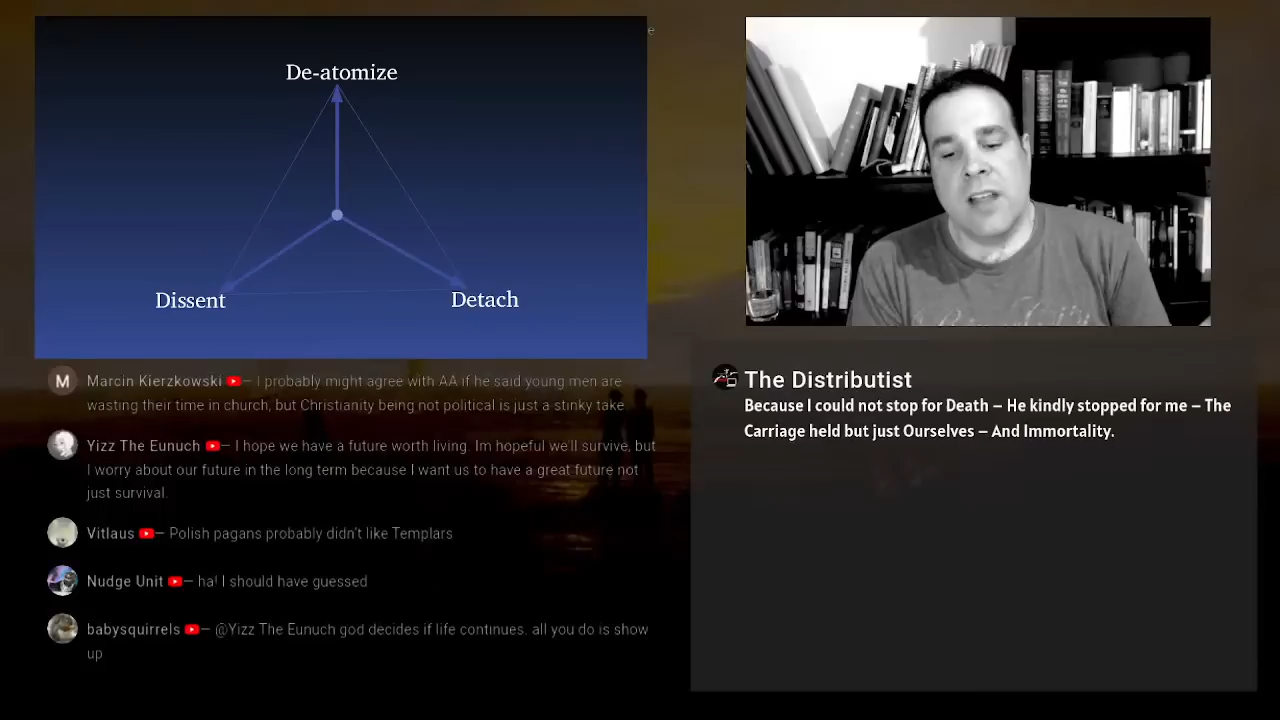 e
De-atomize
Dissent
Detach
M
Marcin Kierzkowski — I probably might agree with AA if he said young men are
wasting their time in church, but Christianity being not political is just a stinky take
Yizz The Eunuch — I hope we have a future worth living. Im hopeful we'll survive, but
I worry about our future in the long term because I want us to have a great future not
just survival.
Vitlaus — Polish pagans probably didn't like Templars
Nudge Unit — ha! I should have guessed
babysquirrels — @Yizz The Eunuch god decides if life continues. all you do is show
up
The Distributist
Because I could not stop for Death – He kindly stopped for me – The
Carriage held but just Ourselves – And Immortality.